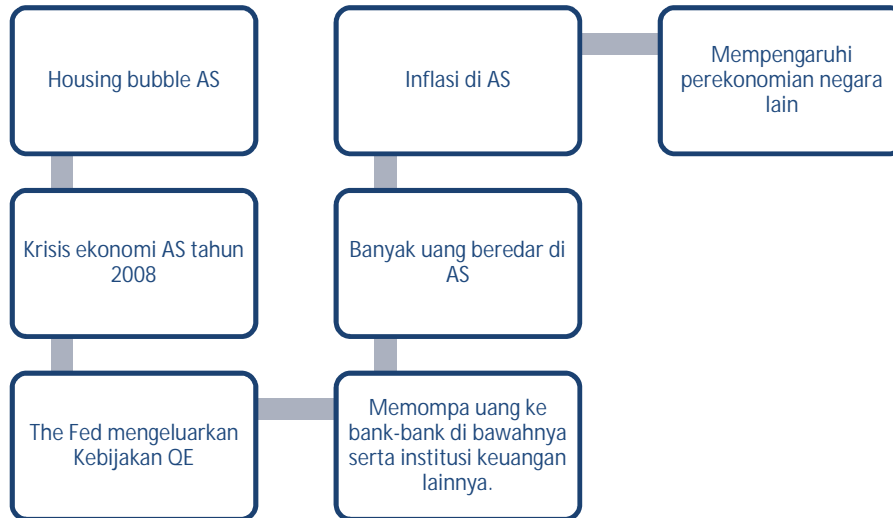 Housing bubble AS
Krisis ekonomi AS tahun
2008
The Fed mengeluarkan
Kebijakan QE
Memompa uang ke
bank-bank di bawahnya
serta institusi keuangan
lainnya.
Banyak uang beredar di
AS
Inflasi di AS
Mempengaruhi
perekonomian negara
lain